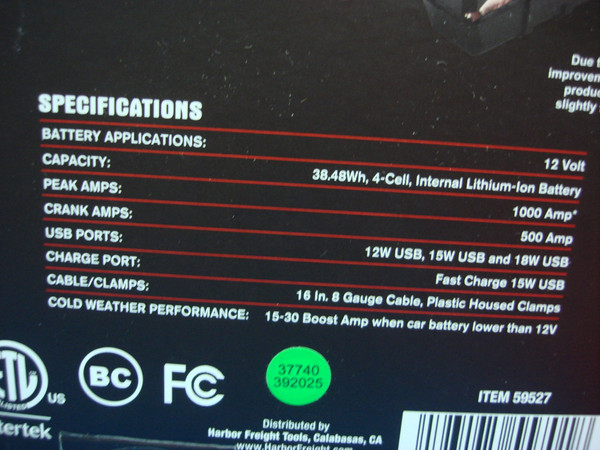 Due t
improvem
produc
slightly
SPECIFICATIONS
BATTERY APPLICATIONS: 12 Volt
CAPACITY: 38.48Wh, 4-Cell, Internal Lithium-Ion Battery
PEAK AMPS: 1000 Amp*
CRANK AMPS: 500 Amp
USB PORTS: 12W USB, 15W USB and 18W USB
CHARGE PORT: Fast Charge 15W USB
CABLE/CLAMPS: 16 In. 8 Gauge Cable, Plastic Housed Clamps
COLD WEATHER PERFORMANCE: 15-30 Boost Amp when car battery lower than 12V
ETL
LISTED
US
BC
FC
37740
392025
ITEM 59527
tertek
Distributed by
Harbor Freight Tools, Calabasas, CA
www.HarborFreight.com